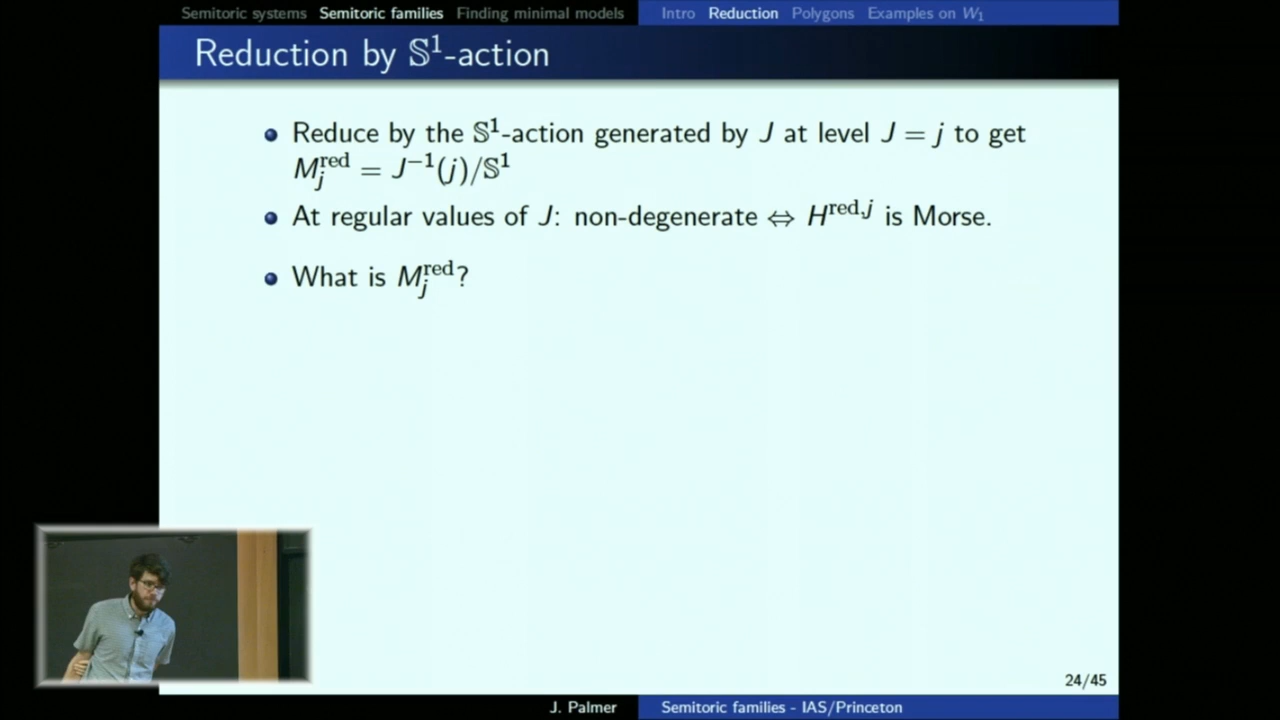 Semitoric systems Semitoric families Finding minimal models Intro Reduction Polygons Examples on W₁
Reduction by 𝕊¹-action
Reduce by the 𝕊¹-action generated by J at level J = j to get
M_j^red = J⁻¹(j)/𝕊¹
At regular values of J: non-degenerate ⇔ H^red,j is Morse.
What is M_j^red?
24/45
J. Palmer Semitoric families - IAS/Princeton